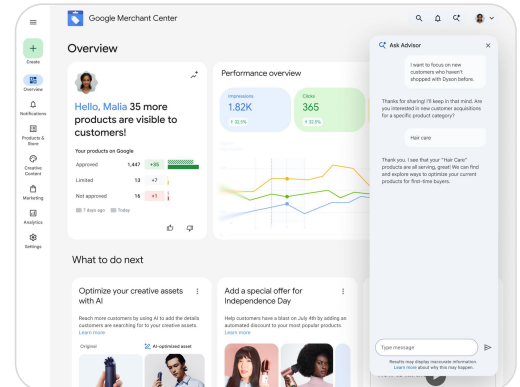 Google Merchant Center
Create
Overview
Notifications
Products &
Store
Creative
Content
Marketing
Analytics
Settings
Overview
Hello, Malia 35 more
products are visible to
customers!
Your products on Google
Approved 1,447 +35
Limited 13 +7
Not approved 16 +1
7 days ago Today
Performance overview
Impressions
1.82K
↑ 32.5%
Clicks
365
↑ 32.5%
What to do next
Optimize your creative assets
with AI
Reach more customers by using AI to add the details
customers are searching for to your creative assets.
Learn more
Original AI-optimised asset
Add a special offer for
Independence Day
Help customers have a blast on July 4th by adding an
automated discount to your most popular products.
Learn more
Ask Advisor
I want to focus on new
customers who haven't
shopped with Dyson before.
Thanks for sharing! I'll keep in mind that. Are
you interested in new customer acquisitions
for a specific product category?
Hair care
Thank you. I see that your "Hair Care"
products are all serving, great! We can find
and explore ways to optimize your current
products for first-time buyers.
Type message
Results may display inaccurate information.
Learn more about why this may happen.